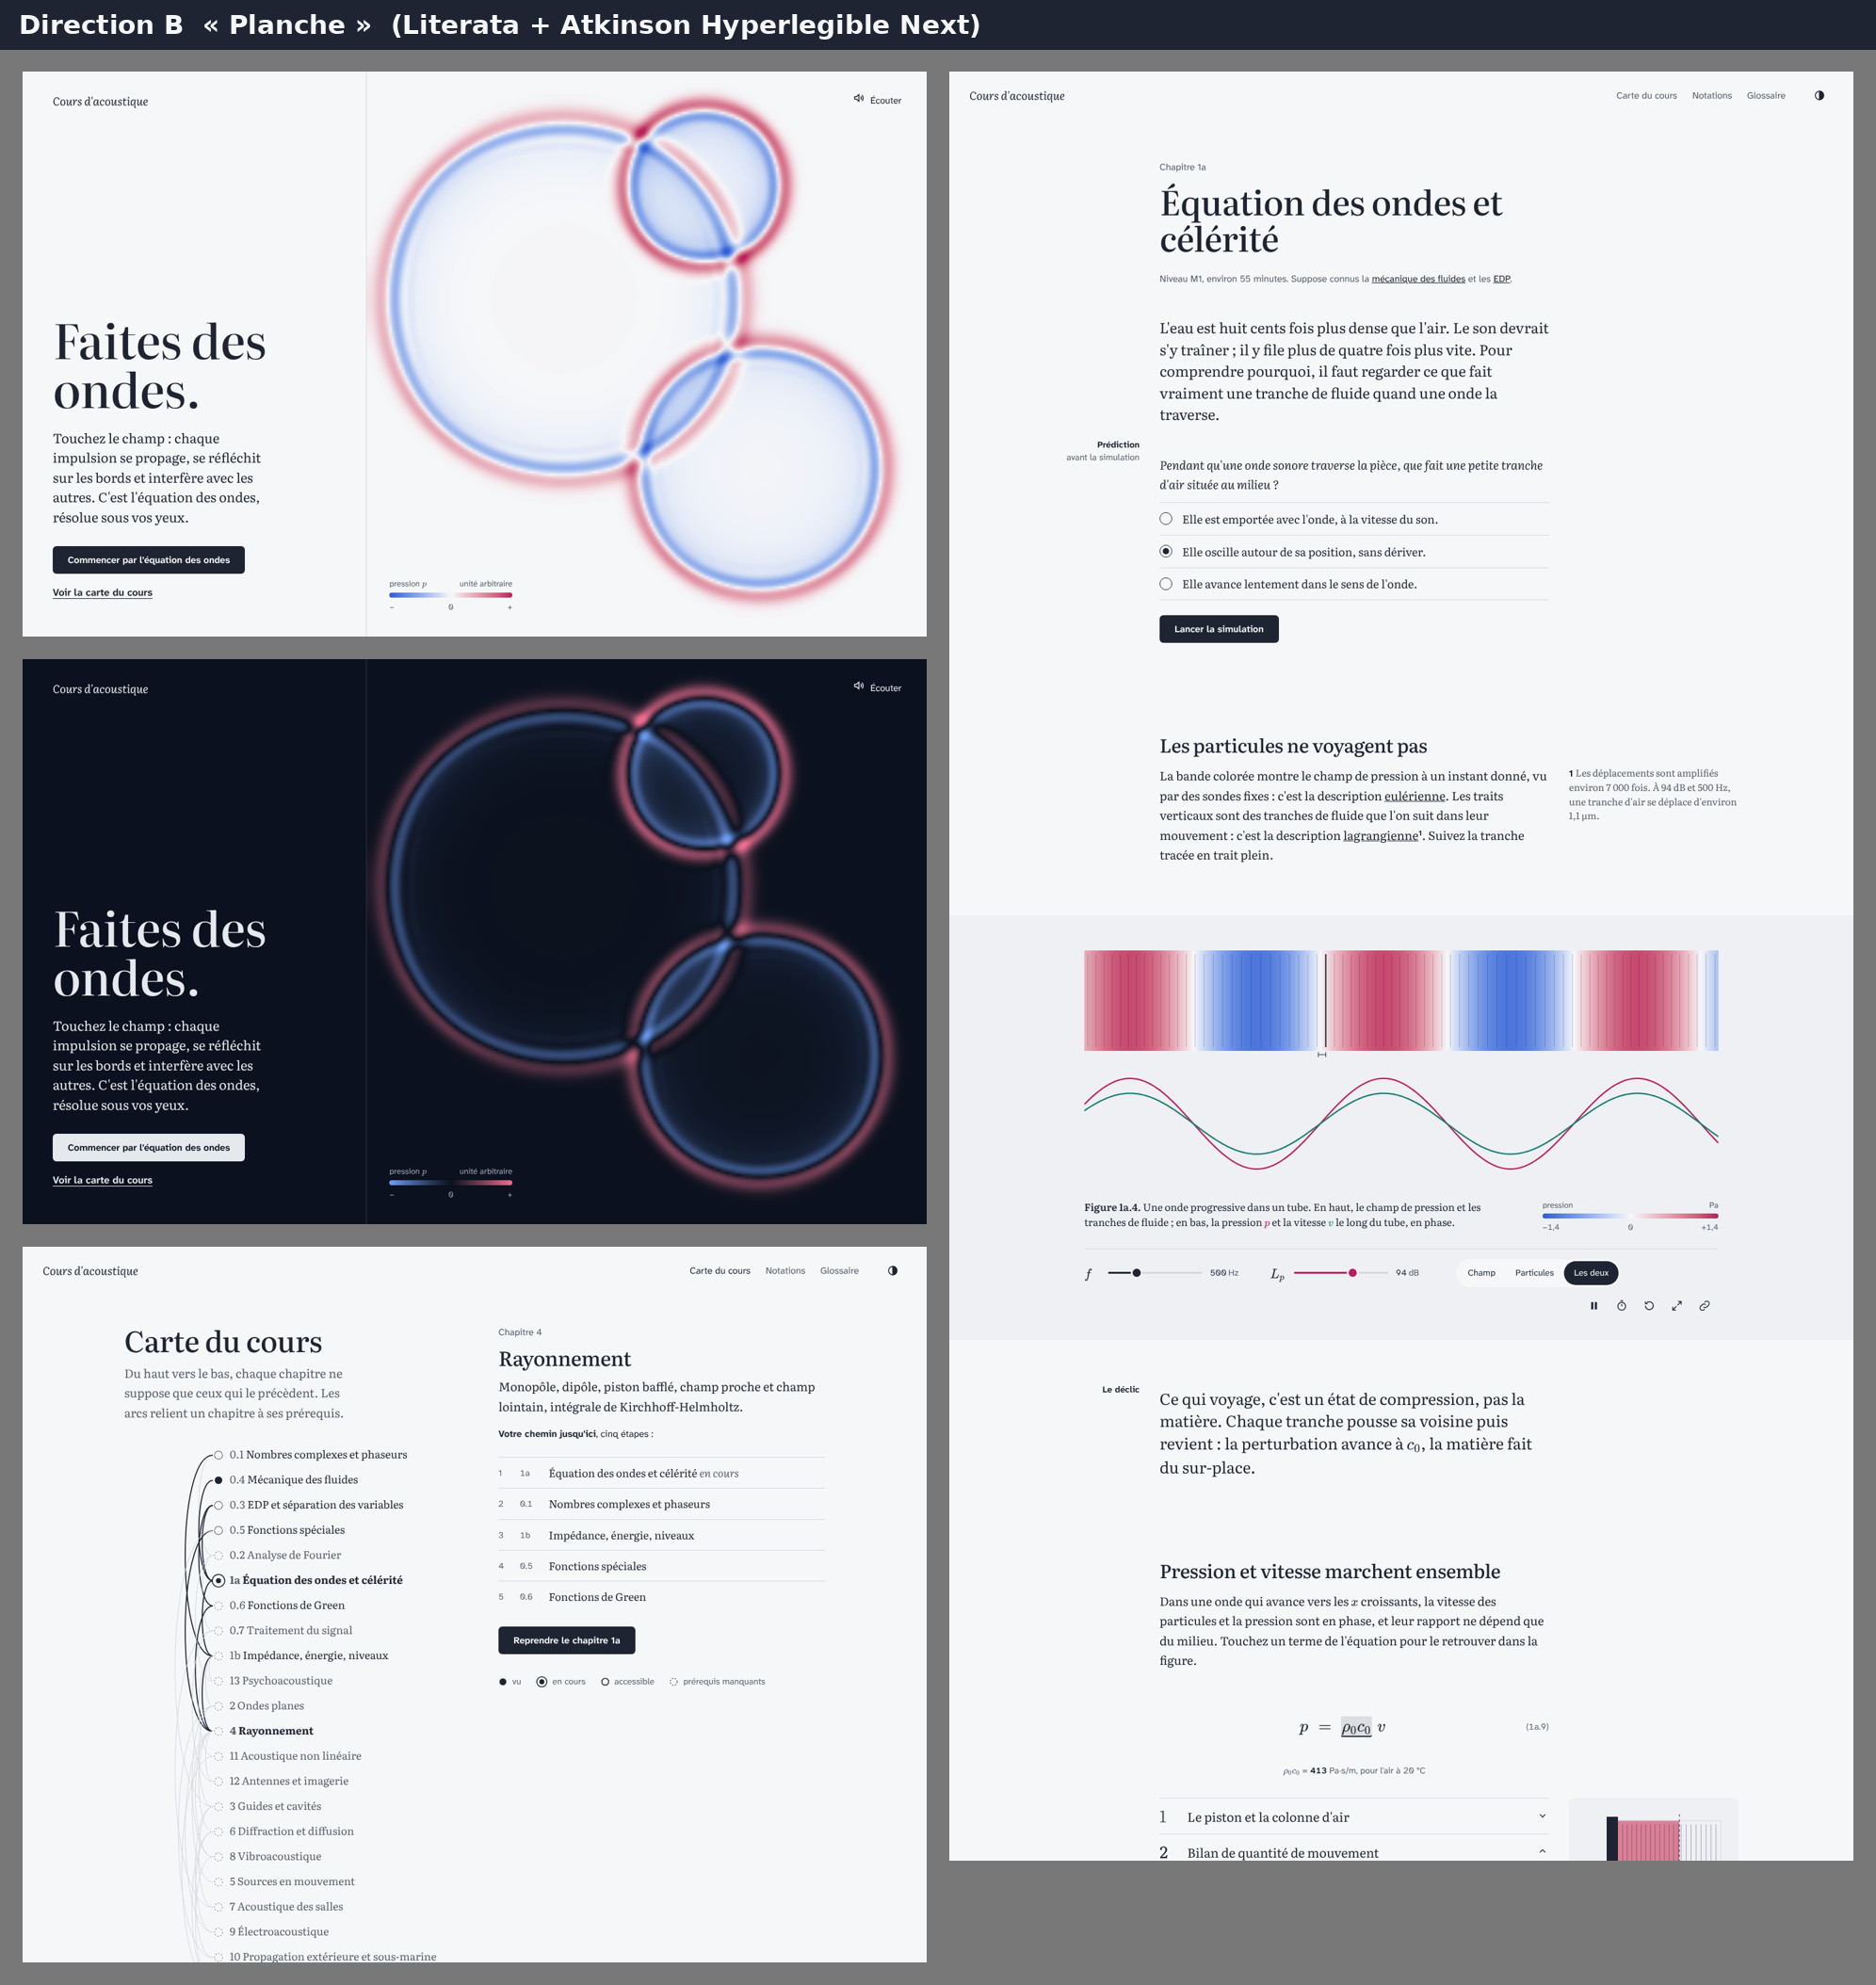 Direction B « Planche » (Literata + Atkinson Hyperlegible Next)
Cours d'acoustique
Écouter
Faites des
ondes.
Touchez le champ : chaque
impulsion se propage, se réfléchit
sur les bords et interfère avec les
autres. C'est l'équation des ondes,
résolue sous vos yeux.
Commencer par l'équation des ondes
Voir la carte du cours
pression p unité arbitraire
− 0 +
Cours d'acoustique
Écouter
Faites des
ondes.
Touchez le champ : chaque
impulsion se propage, se réfléchit
sur les bords et interfère avec les
autres. C'est l'équation des ondes,
résolue sous vos yeux.
Commencer par l'équation des ondes
Voir la carte du cours
pression p unité arbitraire
− 0 +
Cours d'acoustique
Carte du cours Notations Glossaire
Carte du cours
Du haut vers le bas, chaque chapitre ne
suppose que ceux qui le précèdent. Les
arcs relient un chapitre à ses prérequis.
0.1 Nombres complexes et phaseurs
0.4 Mécanique des fluides
0.3 EDP et séparation des variables
0.5 Fonctions spéciales
0.2 Analyse de Fourier
1a Équation des ondes et célérité
0.6 Fonctions de Green
0.7 Traitement du signal
1b Impédance, énergie, niveaux
13 Psychoacoustique
2 Ondes planes
4 Rayonnement
11 Acoustique non linéaire
12 Antennes et imagerie
3 Guides et cavités
6 Diffraction et diffusion
8 Vibroacoustique
5 Sources en mouvement
7 Acoustique des salles
9 Électroacoustique
10 Propagation extérieure et sous-marine
Chapitre 4
Rayonnement
Monopôle, dipôle, piston bafflé, champ proche et champ
lointain, intégrale de Kirchhoff-Helmholtz.
Votre chemin jusqu'ici, cinq étapes :
1 1a Équation des ondes et célérité en cours
2 0.1 Nombres complexes et phaseurs
3 1b Impédance, énergie, niveaux
4 0.5 Fonctions spéciales
5 0.6 Fonctions de Green
Reprendre le chapitre 1a
vu en cours accessible prérequis manquants
Cours d'acoustique
Carte du cours Notations Glossaire
Chapitre 1a
Équation des ondes et
célérité
Niveau M1, environ 55 minutes. Suppose connus la mécanique des fluides et les EDP.
L'eau est huit cents fois plus dense que l'air. Le son devrait
s'y traîner ; il y file plus de quatre fois plus vite. Pour
comprendre pourquoi, il faut regarder ce que fait
vraiment une tranche de fluide quand une onde la
traverse.
Prédiction
avant la simulation
Pendant qu'une onde sonore traverse la pièce, que fait une petite tranche
d'air située au milieu ?
Elle est emportée avec l'onde, à la vitesse du son.
Elle oscille autour de sa position, sans dériver.
Elle avance lentement dans le sens de l'onde.
Lancer la simulation
Les particules ne voyagent pas
La bande colorée montre le champ de pression à un instant donné, vu
par des sondes fixes : c'est la description eulérienne. Les traits
verticaux sont des tranches de fluide que l'on suit dans leur
mouvement : c'est la description lagrangienne¹. Suivez la tranche
tracée en trait plein.
1 Les déplacements sont amplifiés
environ 7 000 fois. À 94 dB et 500 Hz,
une tranche d'air se déplace d'environ
1,1 µm.
Figure 1a.4. Une onde progressive dans un tube. En haut, le champ de pression et les
tranches de fluide ; en bas, la pression p et la vitesse v le long du tube, en phase.
pression Pa
−1,4 0 +1,4
f 500 Hz Lp 94 dB Champ Particules Les deux
Le déclic
Ce qui voyage, c'est un état de compression, pas la
matière. Chaque tranche pousse sa voisine puis
revient : la perturbation avance à c₀, la matière fait
du sur-place.
Pression et vitesse marchent ensemble
Dans une onde qui avance vers les x croissants, la vitesse des
particules et la pression sont en phase, et leur rapport ne dépend que
du milieu. Touchez un terme de l'équation pour le retrouver dans la
figure.
p = ρ₀c₀ v (1a.9)
ρ₀c₀ = 413 Pa·s/m, pour l'air à 20 °C
1 Le piston et la colonne d'air
2 Bilan de quantité de mouvement